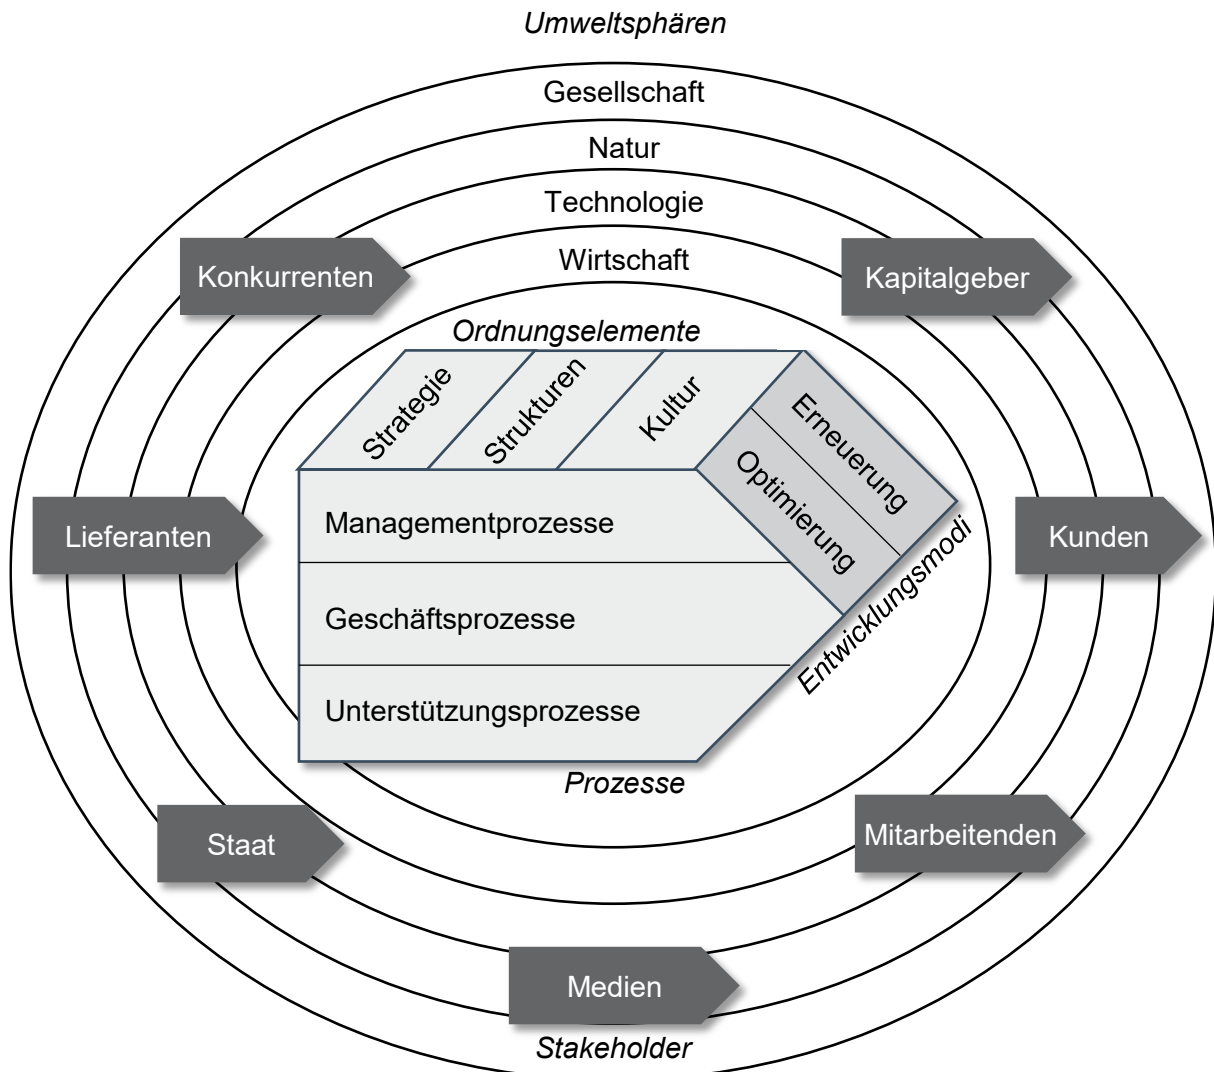 Umweltsphären
Gesellschaft
Natur
Technologie
Wirtschaft
Konkurrenten
Kapitalgeber
Ordnungselemente
Strategie
Strukturen
Kultur
Erneuerung
Optimierung
Entwicklungsmodi
Lieferanten
Managementprozesse
Kunden
Geschäftsprozesse
Unterstützungsprozesse
Prozesse
Staat
Mitarbeitenden
Medien
Stakeholder